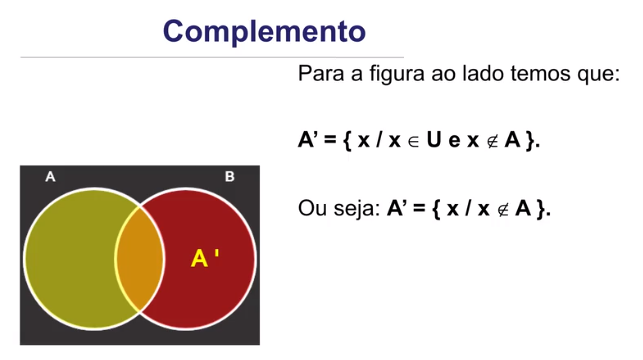 Complemento
Para a figura ao lado temos que:
A’ = { x / x ∈ U e x ∉ A }.
Ou seja: A’ = { x / x ∉ A }.
A B
A '